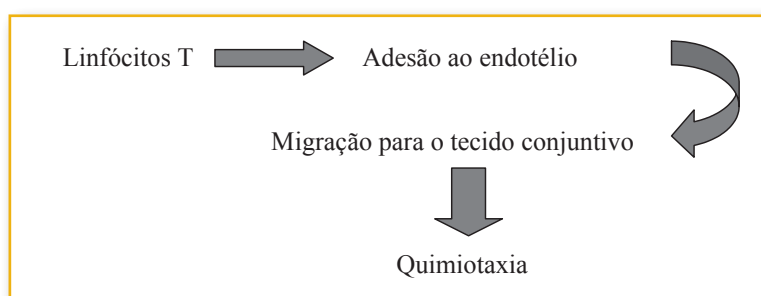 Linfócitos T
Adesão ao endotélio
Migração para o tecido conjuntivo
Quimiotaxia